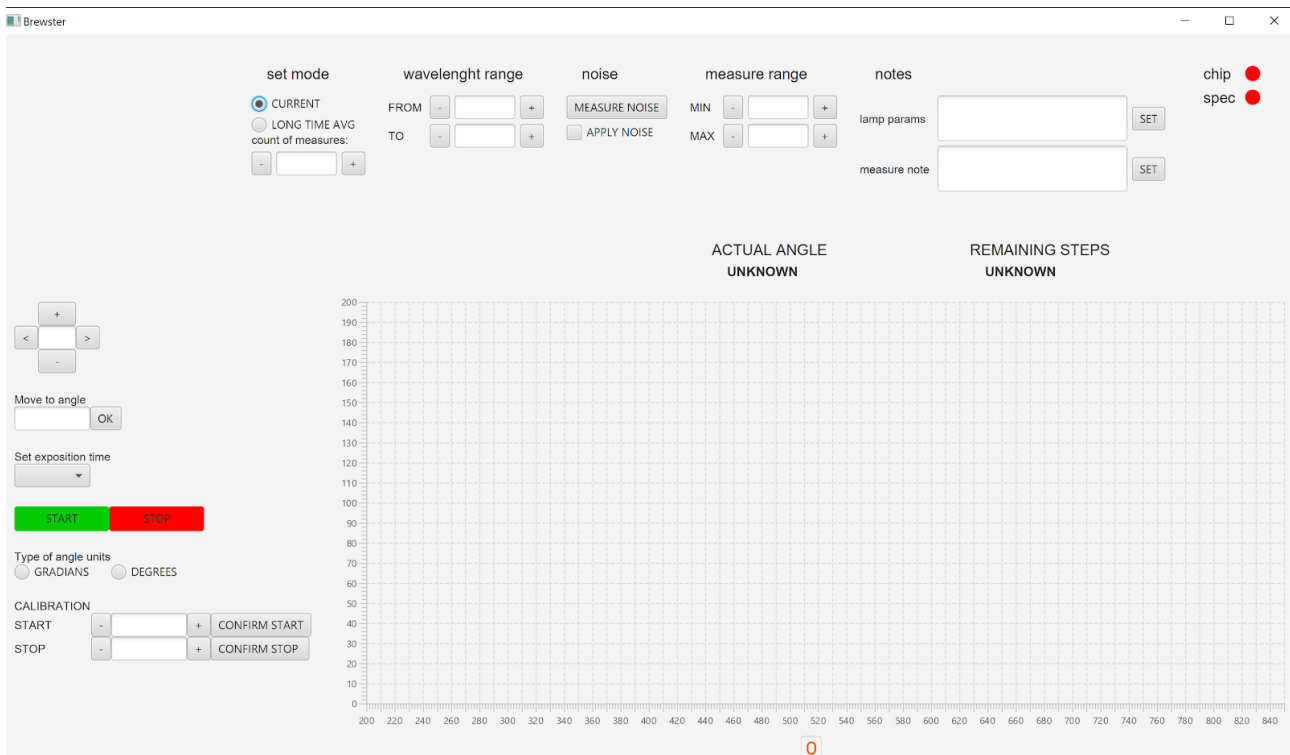 Brewster
set mode
wavelenght range
noise
measure range
notes
chip
spec
CURRENT
LONG TIME AVG
count of measures:
- +
FROM - +
TO - +
MEASURE NOISE
APPLY NOISE
MIN - +
MAX - +
lamp params SET
measure note SET
ACTUAL ANGLE
UNKNOWN
REMAINING STEPS
UNKNOWN
+
< >
-
Move to angle
OK
Set exposition time
START STOP
Type of angle units
GRADIANS DEGREES
CALIBRATION
START - + CONFIRM START
STOP - + CONFIRM STOP
200
190
180
170
160
150
140
130
120
110
100
90
80
70
60
50
40
30
20
10
0
200 220 240 260 280 300 320 340 360 380 400 420 440 460 480 500 520 540 560 580 600 620 640 660 680 700 720 740 760 780 800 820 840
0